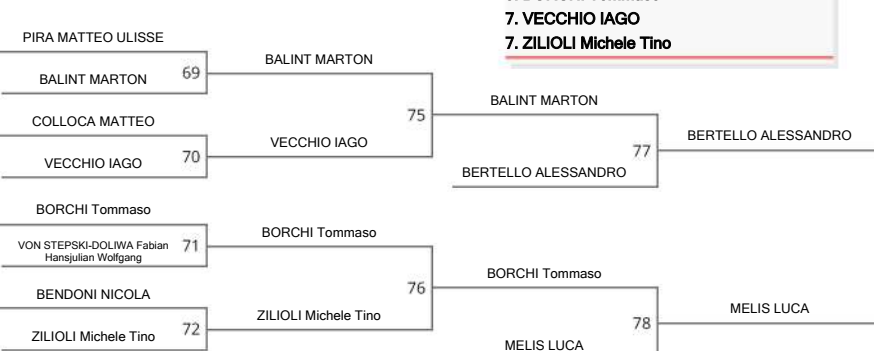 7. VECCHIO IAGO
7. ZILIOLI Michele Tino
PIRA MATTEO ULISSE
BALINT MARTON
69
BALINT MARTON
COLLOCA MATTEO
VECCHIO IAGO
70
VECCHIO IAGO
75
BALINT MARTON
BERTELLO ALESSANDRO
77
BERTELLO ALESSANDRO
BORCHI Tommaso
VON STEPSKI-DOLIWA Fabian
Hansjulian Wolfgang
71
BORCHI Tommaso
BENDONI NICOLA
ZILIOLI Michele Tino
72
ZILIOLI Michele Tino
76
BORCHI Tommaso
MELIS LUCA
78
MELIS LUCA